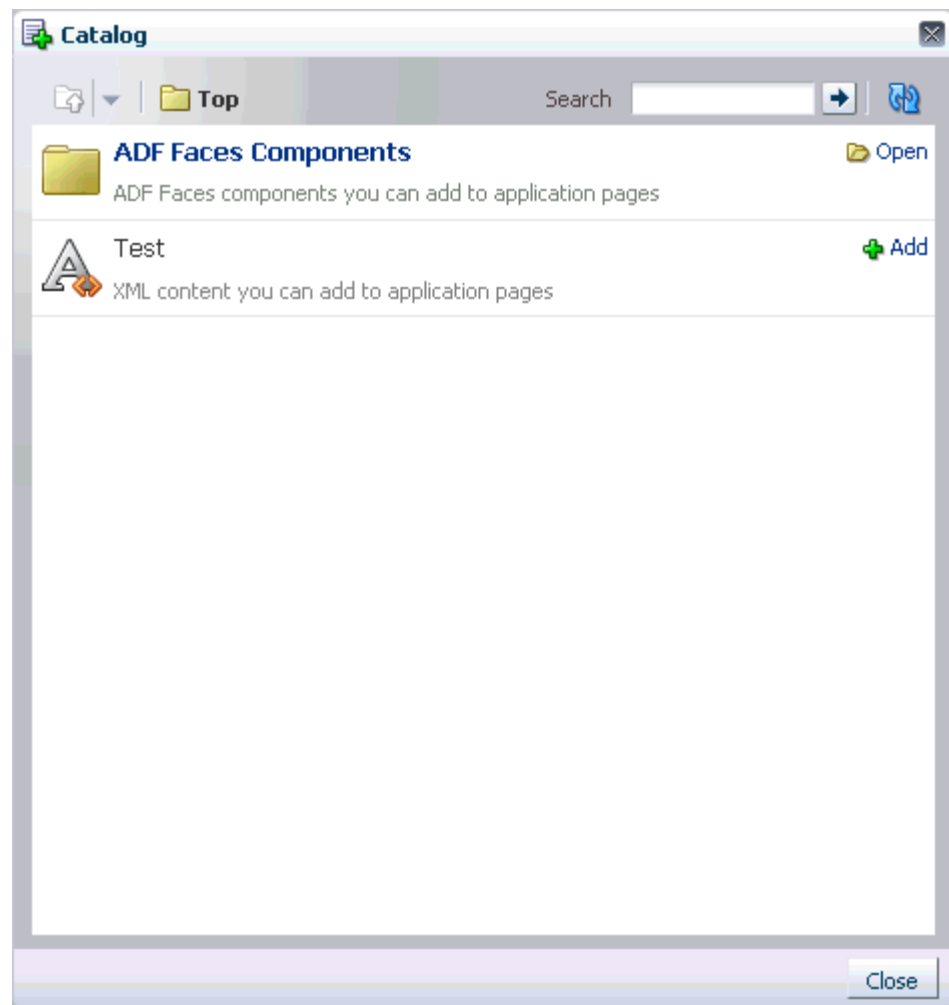 Catalog
Top Search
ADF Faces Components Open
ADF Faces components you can add to application pages
Test Add
XML content you can add to application pages
Close